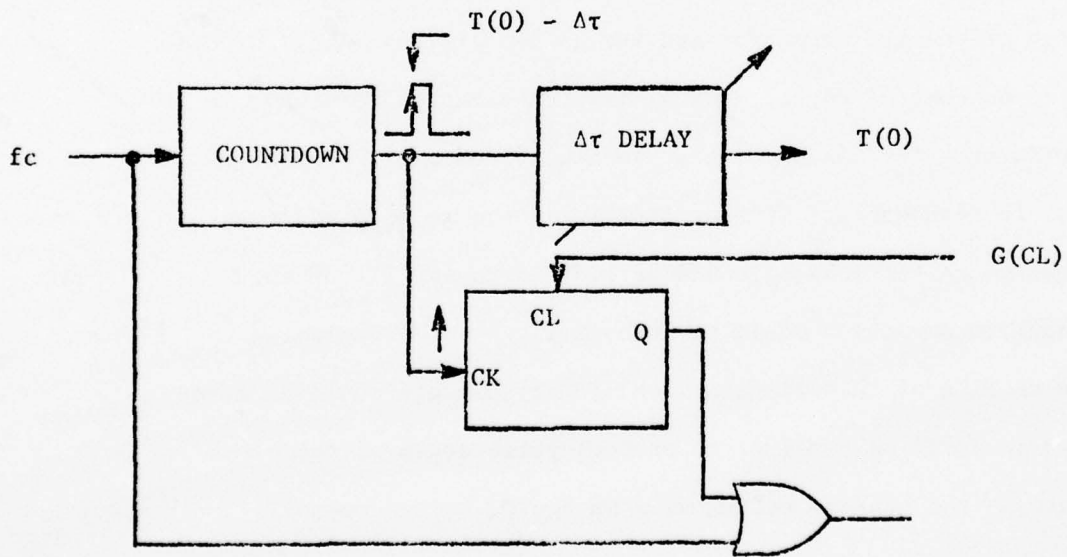 T(0) - Δτ
fc
COUNTDOWN
Δτ DELAY
T(0)
G(CL)
CL
Q
CK